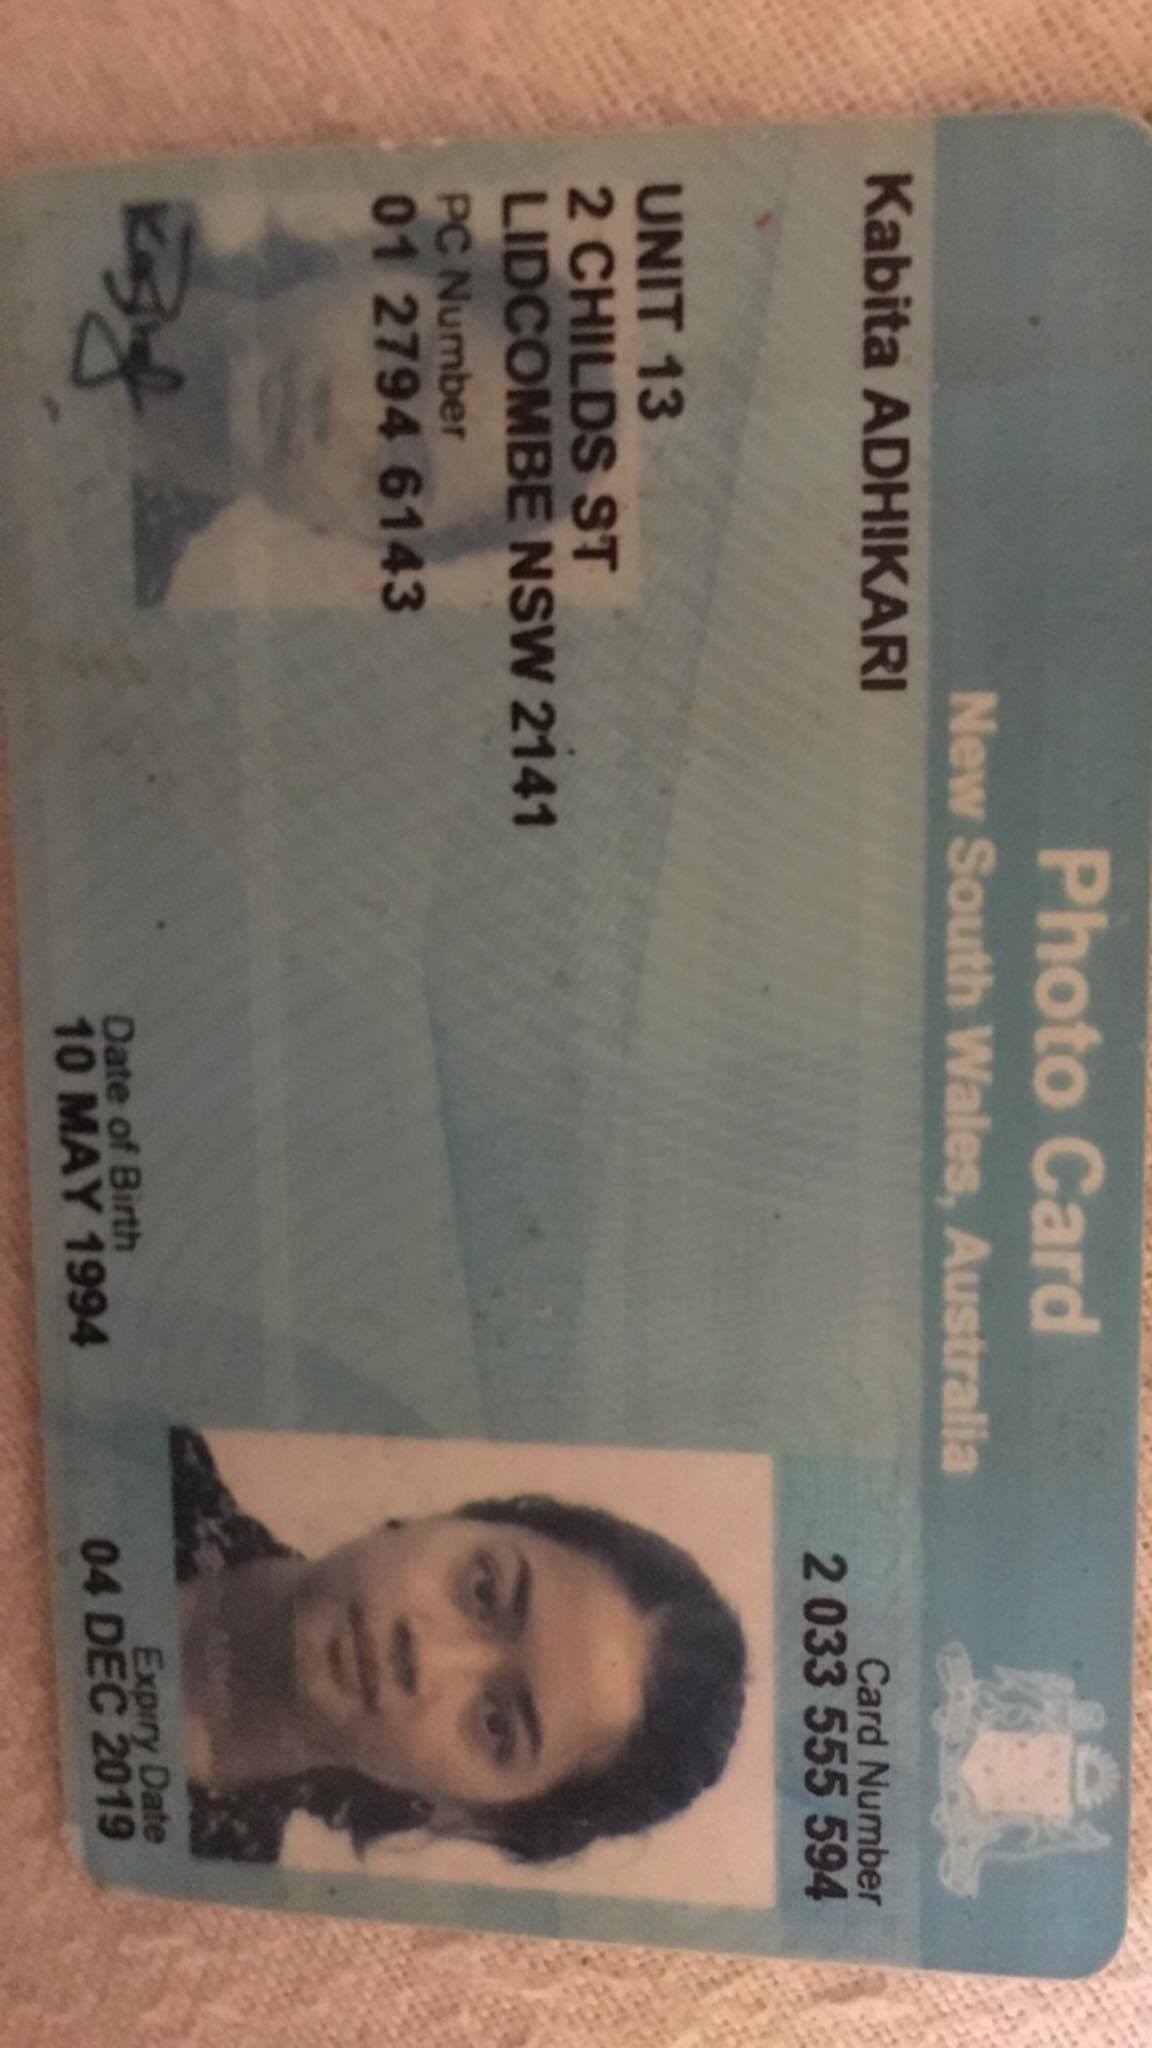 Photo Card
New South Wales, Australia
Kabita ADHIKARI
Card Number
2 033 555 594
UNIT 13
2 CHILDS ST
LIDCOMBE NSW 2141
PC Number
01 2794 6143
Date of Birth
10 MAY 1994
Expiry Date
04 DEC 2019